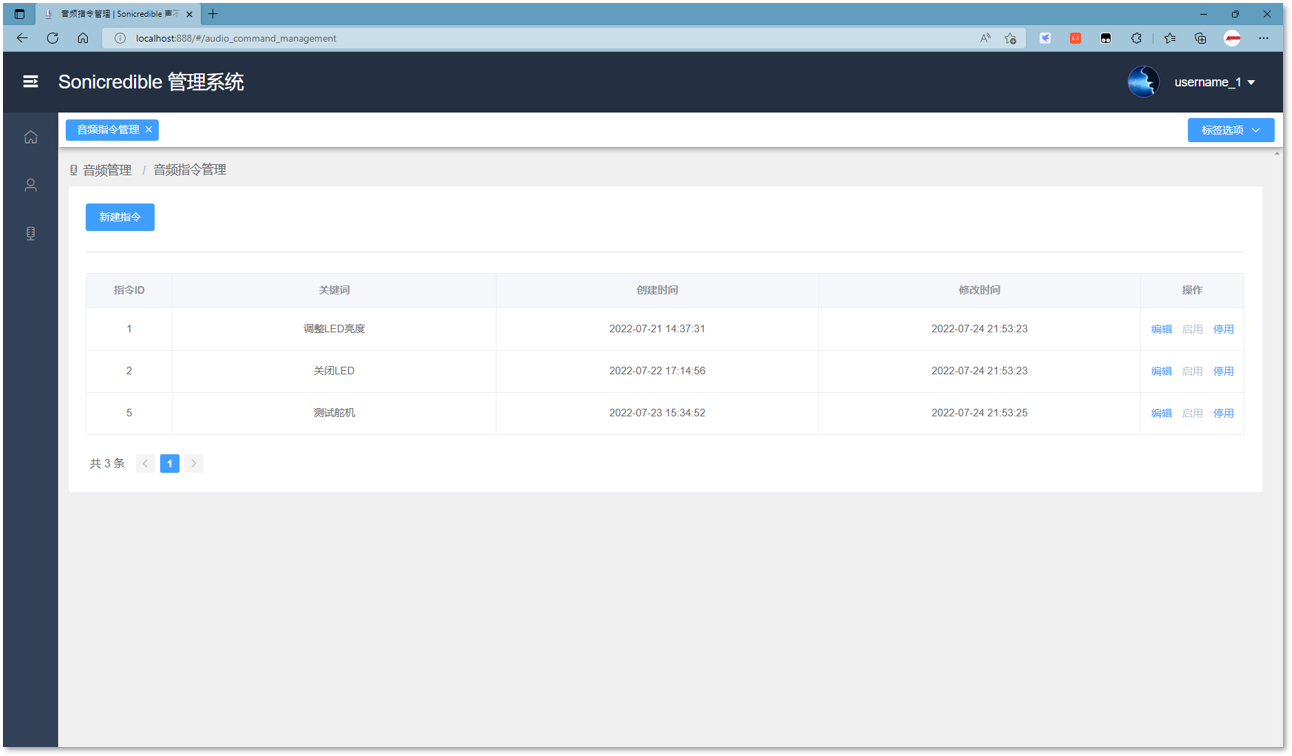 音频指令管理 | Sonicredible
localhost:888/#/audio_command_management
Sonicredible 管理系统
username_1
音频指令管理
标签选项
音频管理 / 音频指令管理
新建指令
指令ID 关键词 创建时间 修改时间 操作
1 调整LED亮度 2022-07-21 14:37:31 2022-07-24 21:53:23 编辑 启用 停用
2 关闭LED 2022-07-22 17:14:56 2022-07-24 21:53:23 编辑 启用 停用
5 测试舵机 2022-07-23 15:34:52 2022-07-24 21:53:25 编辑 启用 停用
共 3 条 1